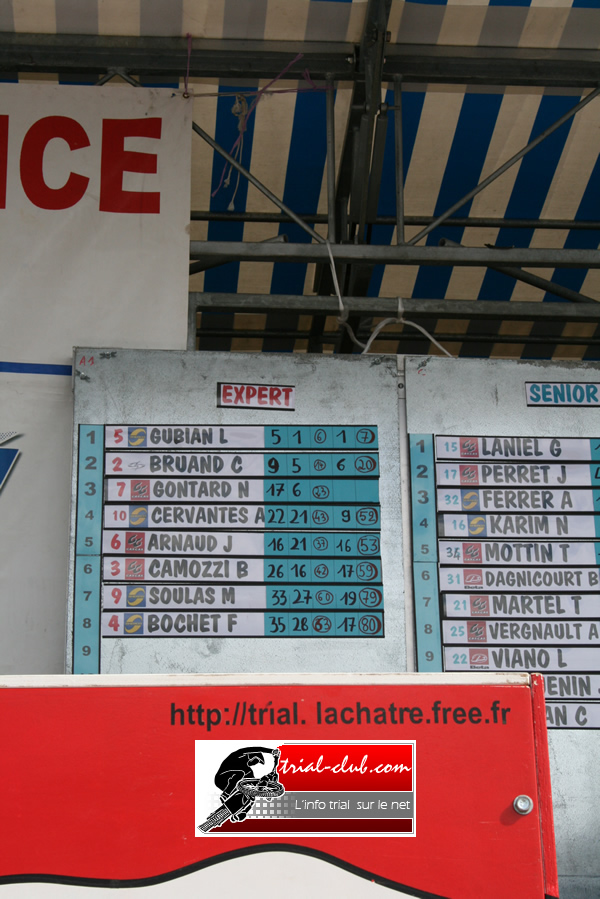 ICE
A1
EXPERT
1 5 GUBIAN L 5 1 6 1 7
2 2 BRUAND C 9 5 14 6 20
3 7 GONTARD N 17 6 23
4 10 CERVANTES A 22 21 43 9 52
5 6 ARNAUD J 16 21 37 16 53
6 3 CAMOZZI B 26 16 42 17 59
7 9 SOULAS M 33 27 60 19 79
8 4 BOCHET F 35 28 63 17 80
9
SENIOR
1 15 LANIEL G
2 17 PERRET J
3 32 FERRER A
4 16 KARIM N
5 34 MOTTIN T
6 31 DAGNICOURT B
7 21 MARTEL T
8 25 VERGNAULT A
9 22 VIANO L
ENIN J
AN C
http://trial. lachatre.free.fr
trial-club.com
L'info trial sur le net